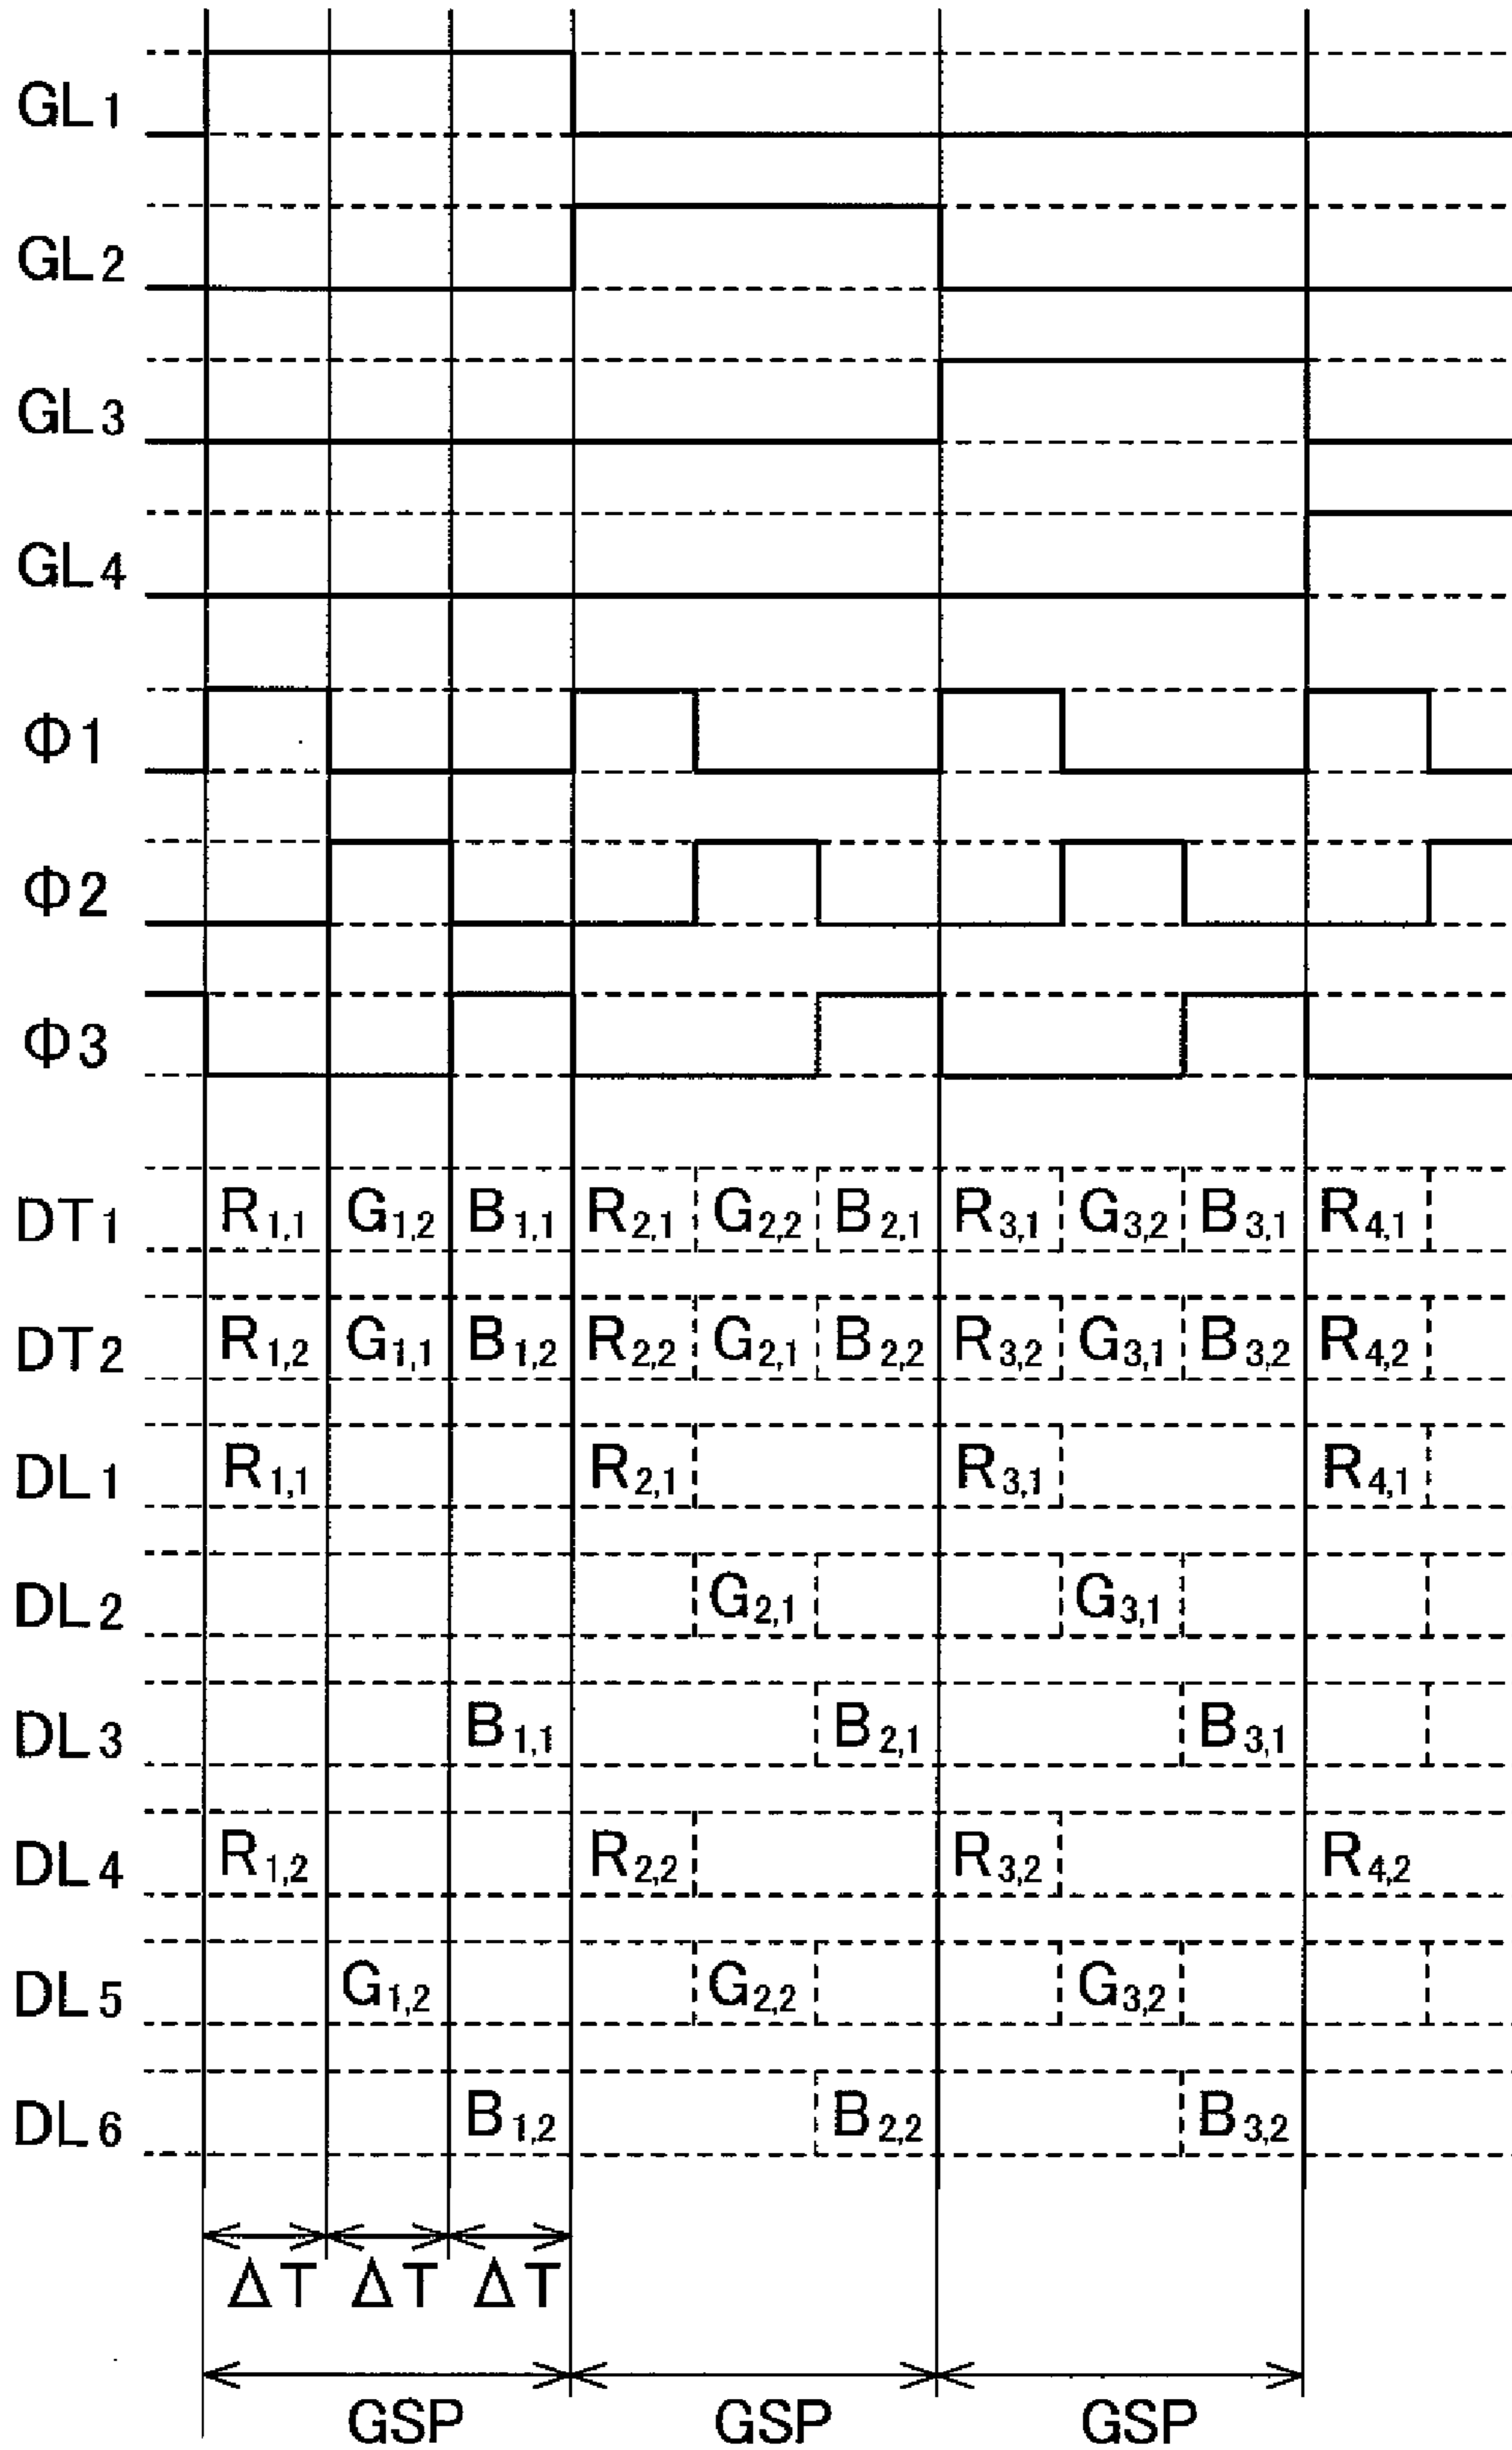 GL1
GL2
GL3
GL4
Φ1
Φ2
Φ3
DT1 R1,1 G1,2 B1,1 R2,1 G2,2 B2,1 R3,1 G3,2 B3,1 R4,1
DT2 R1,2 G1,1 B1,2 R2,2 G2,1 B2,2 R3,2 G3,1 B3,2 R4,2
DL1 R1,1 R2,1 R3,1 R4,1
DL2 G2,1 G3,1
DL3 B1,1 B2,1 B3,1
DL4 R1,2 R2,2 R3,2 R4,2
DL5 G1,2 G2,2 G3,2
DL6 B1,2 B2,2 B3,2
ΔT ΔT ΔT
GSP GSP GSP